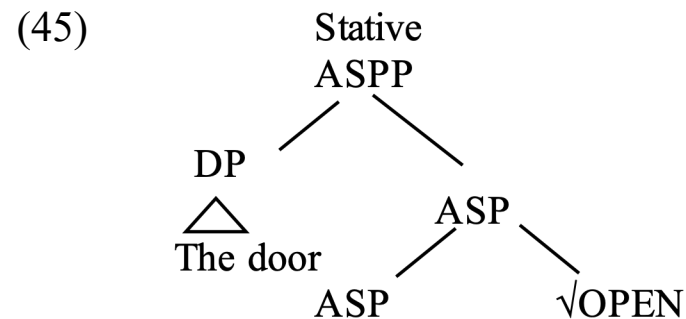 (45) Stative
ASPP
DP
ASP
The door
ASP √OPEN